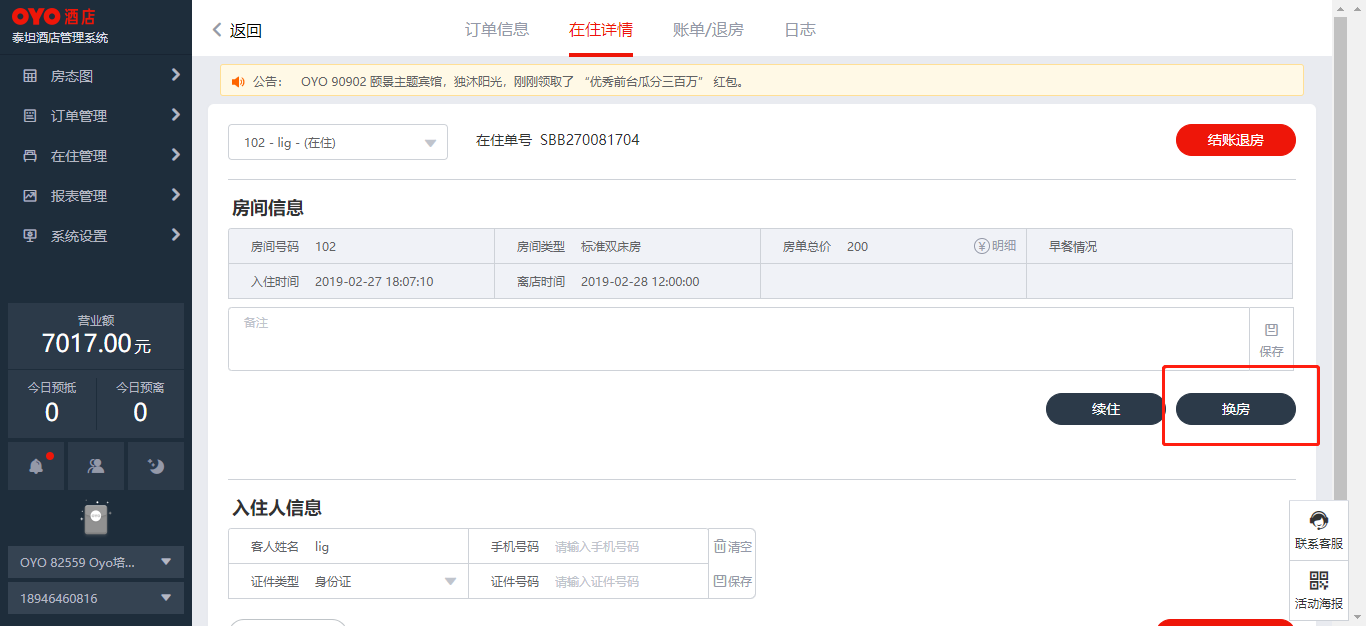 OYO 酒店
泰坦酒店管理系统
房态图
订单管理
在住管理
报表管理
系统设置
营业额
7017.00元
今日预抵 今日预离
0 0
OYO 82559 Oyo培...
18946460816
返回 订单信息 在住详情 账单/退房 日志
公告： OYO 90902 颐景主题宾馆，独沐阳光，刚刚领取了 “优秀前台瓜分三百万” 红包。
102 - lig - (在住) 在住单号 SBB270081704 结账退房
房间信息
房间号码 102 房间类型 标准双床房 房单总价 200 明细 早餐情况
入住时间 2019-02-27 18:07:10 离店时间 2019-02-28 12:00:00
备注
保存
续住 换房
入住人信息
客人姓名 lig 手机号码 请输入手机号码 清空
证件类型 身份证 证件号码 请输入证件号码 保存
联系客服
活动海报